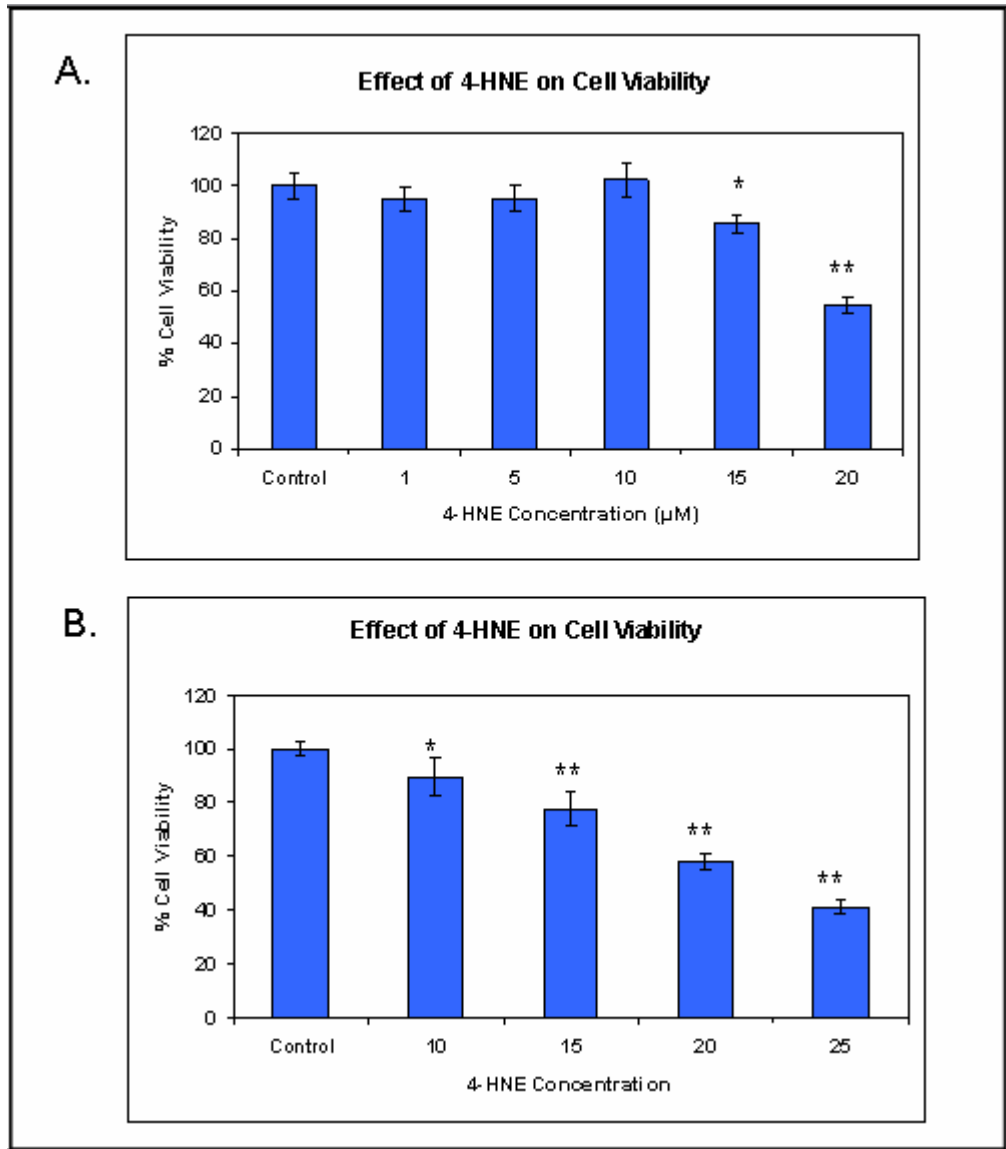 A.
Effect of 4-HNE on Cell Viability
120
100
80
60
40
20
0
% Cell Viability
*
**
Control 1 5 10 15 20
4-HNE Concentration (µM)
B.
Effect of 4-HNE on Cell Viability
120
100
80
60
40
20
0
% Cell Viability
*
**
**
**
Control 10 15 20 25
4-HNE Concentration